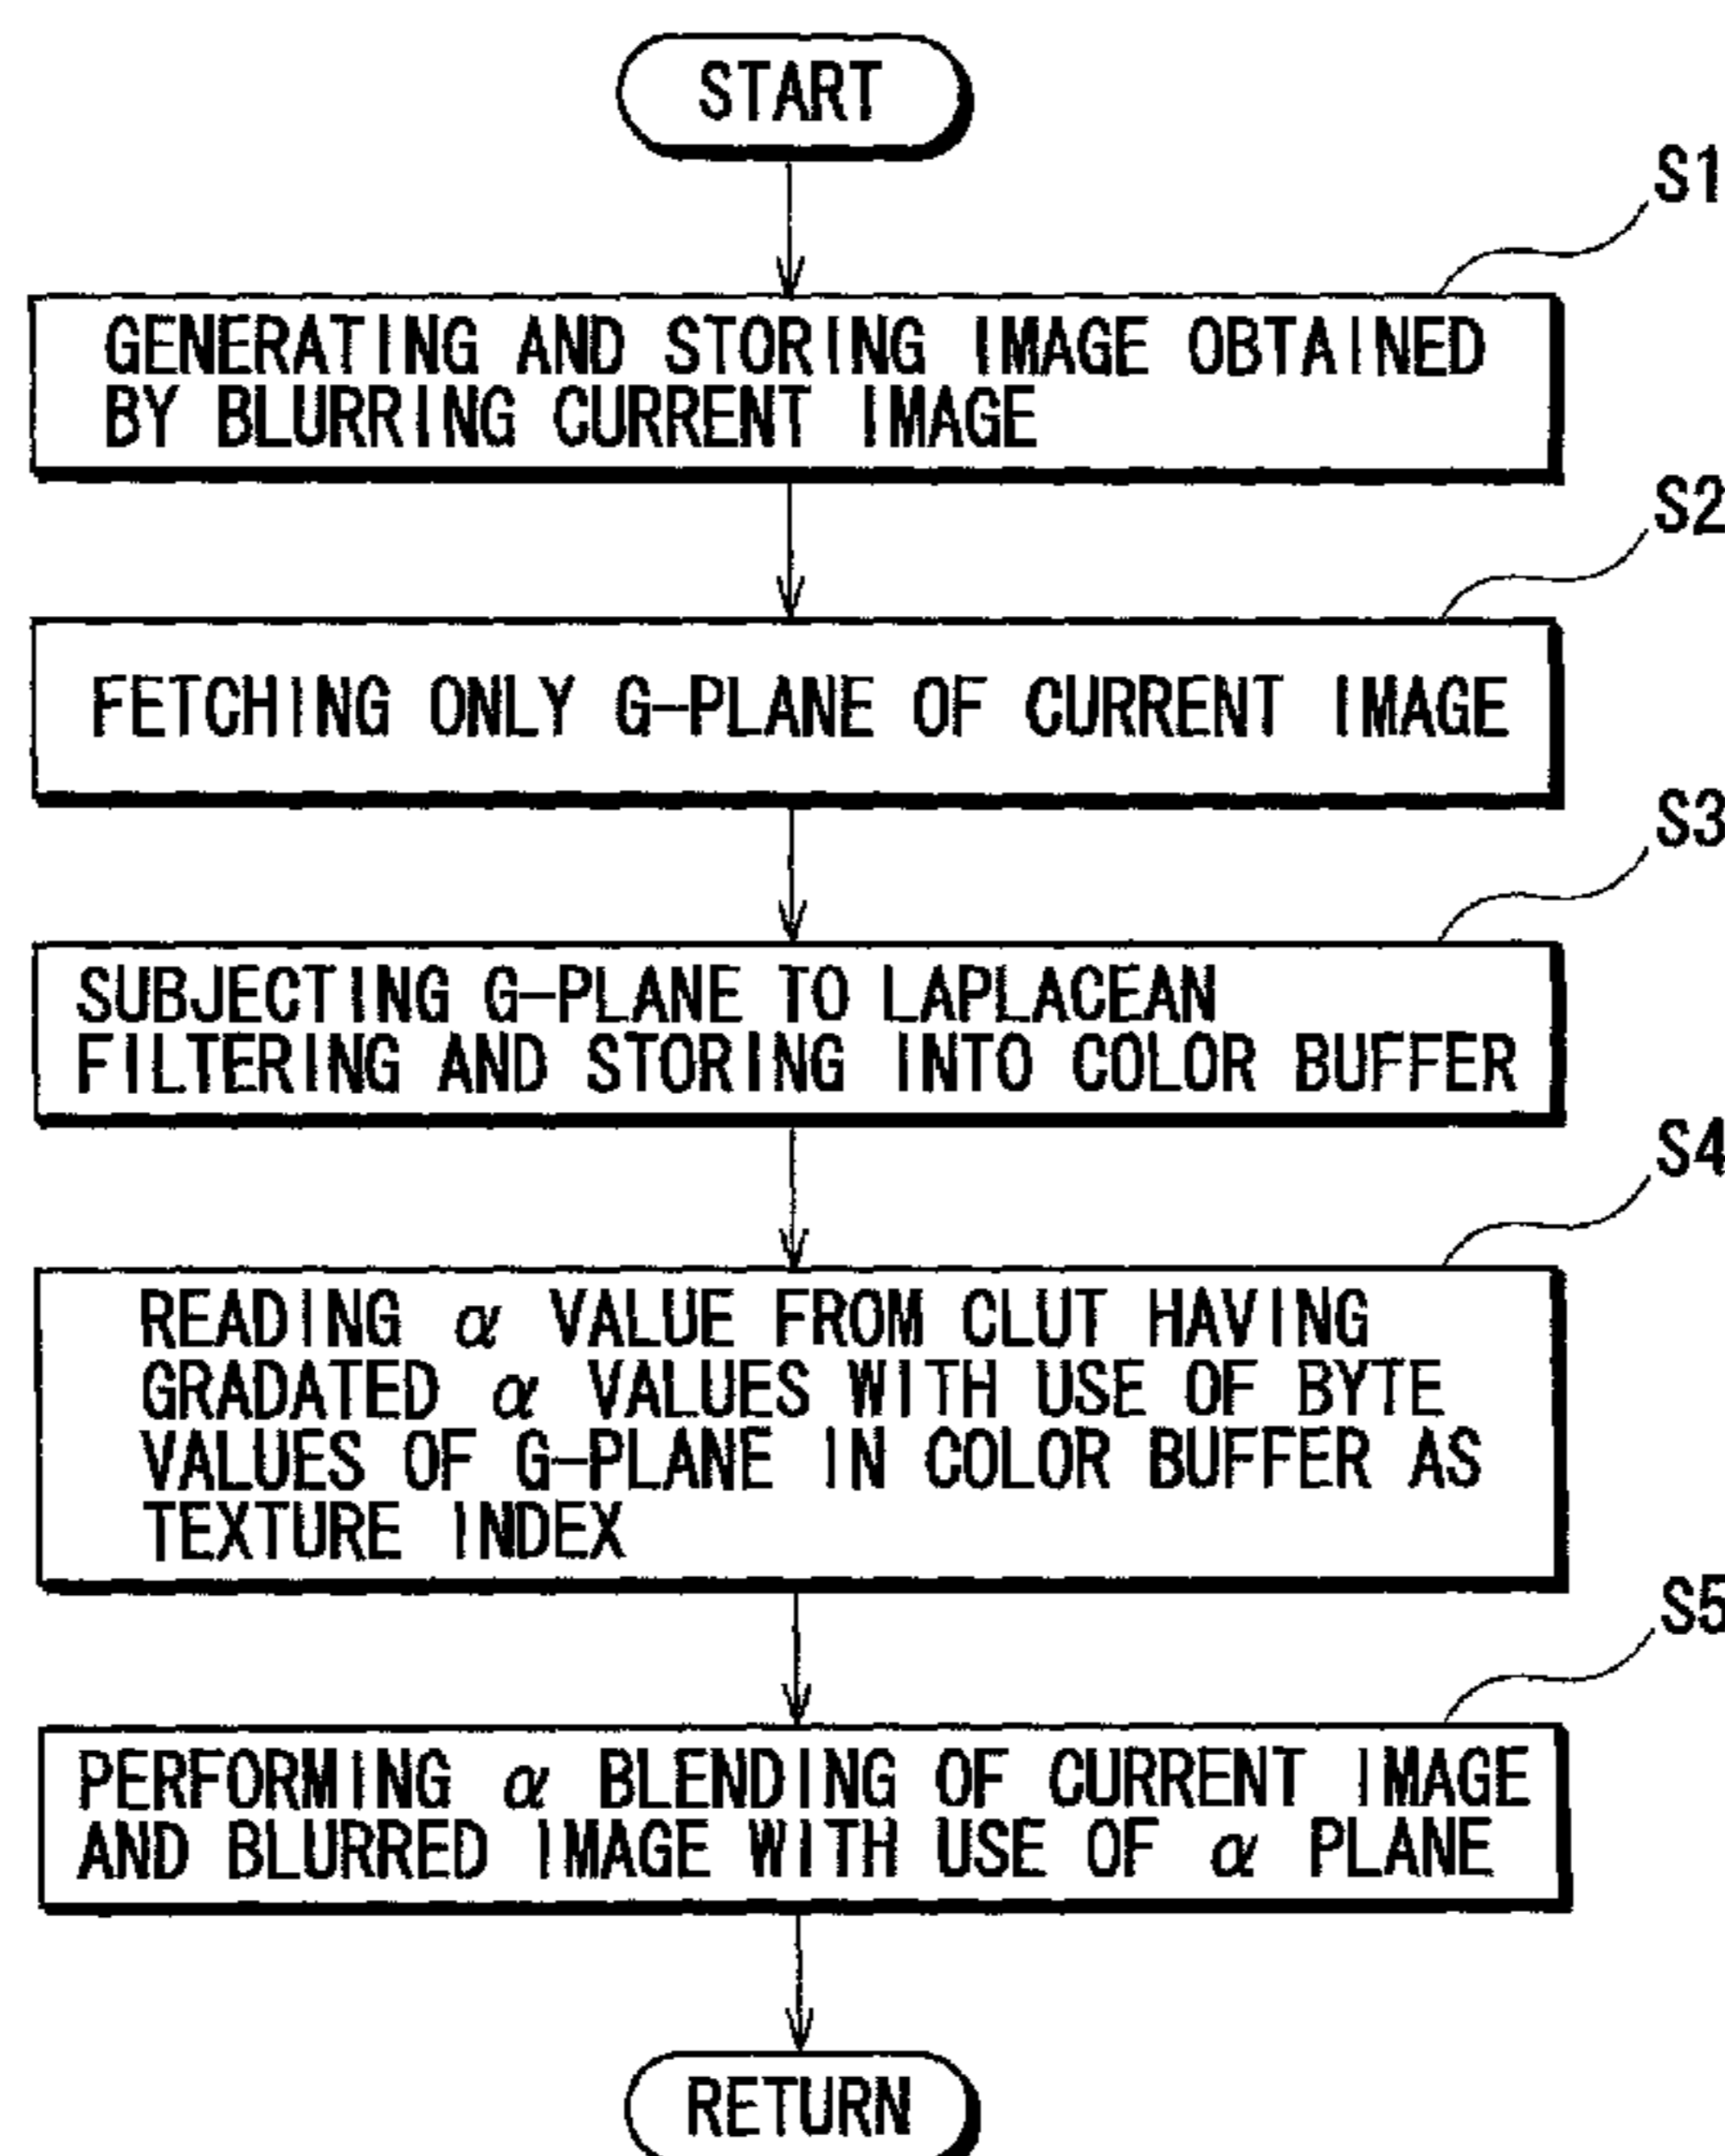 START
S1
GENERATING AND STORING IMAGE OBTAINED
BY BLURRING CURRENT IMAGE
S2
FETCHING ONLY G-PLANE OF CURRENT IMAGE
S3
SUBJECTING G-PLANE TO LAPLACEAN
FILTERING AND STORING INTO COLOR BUFFER
S4
READING α VALUE FROM CLUT HAVING
GRADATED α VALUES WITH USE OF BYTE
VALUES OF G-PLANE IN COLOR BUFFER AS
TEXTURE INDEX
S5
PERFORMING α BLENDING OF CURRENT IMAGE
AND BLURRED IMAGE WITH USE OF α PLANE
RETURN